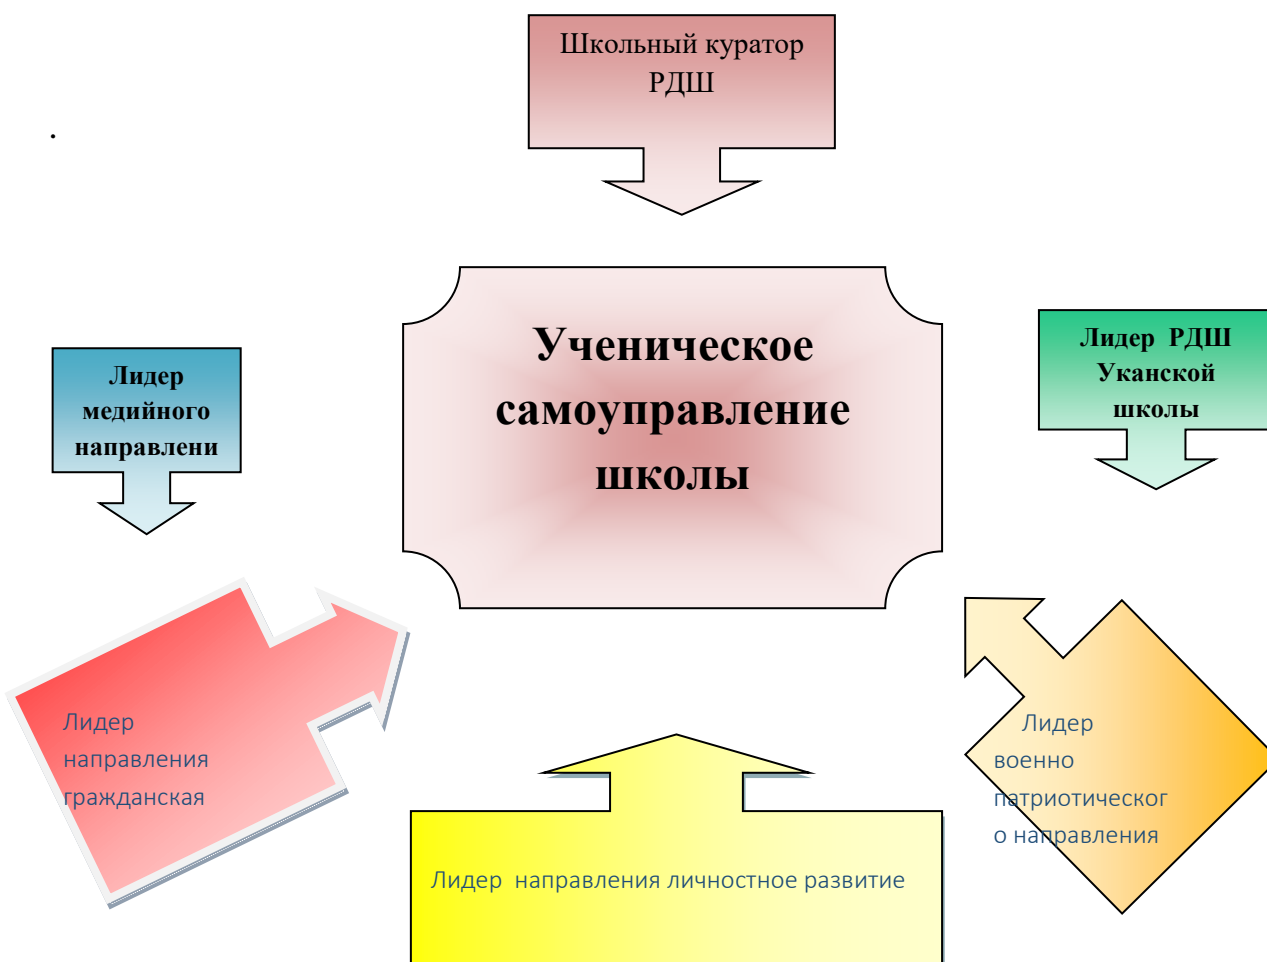 Школьный куратор
РДШ
.
Ученическое
самоуправление
школы
Лидер РДШ
Уканской
школы
Лидер
медийного
направлени
Лидер
направления
гражданская
Лидер
военно
патриотическог
о направления
Лидер направления личностное развитие